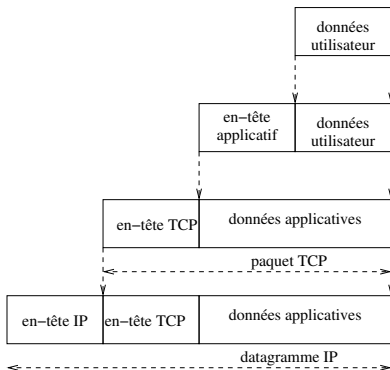 données
utilisateur
en−tête
applicatif
données
utilisateur
en−tête TCP
données applicatives
paquet TCP
en−tête IP
en−tête TCP
données applicatives
datagramme IP